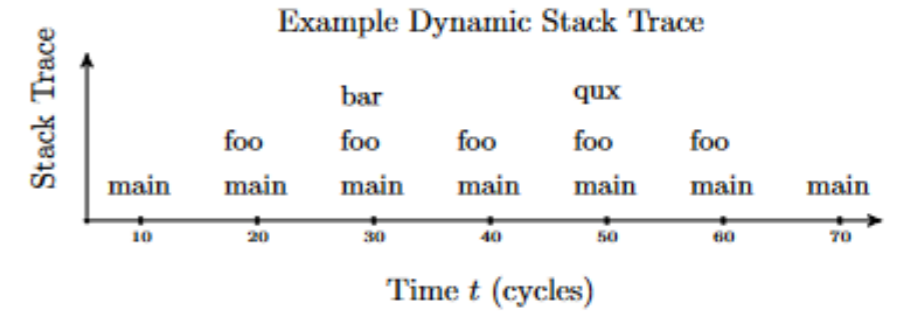 Example Dynamic Stack Trace
Stack Trace
bar qux
foo foo foo foo foo
main main main main main main main
10 20 30 40 50 60 70
Time t (cycles)